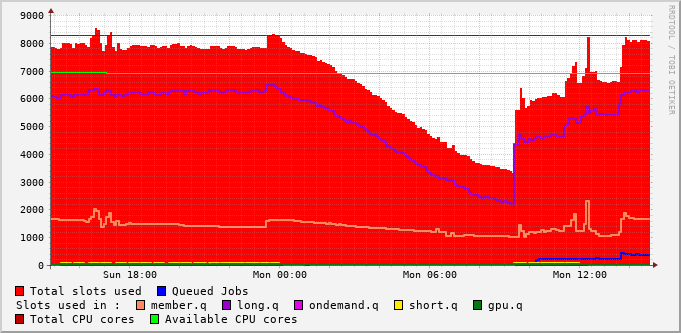 RRDTOOL / TOBI OETIKER
9000
8000
7000
6000
5000
4000
3000
2000
1000
0
Sun 18:00 Mon 00:00 Mon 06:00 Mon 12:00
Total slots used Queued Jobs
Slots used in : member.q long.q ondemand.q short.q gpu.q
Total CPU cores Available CPU cores